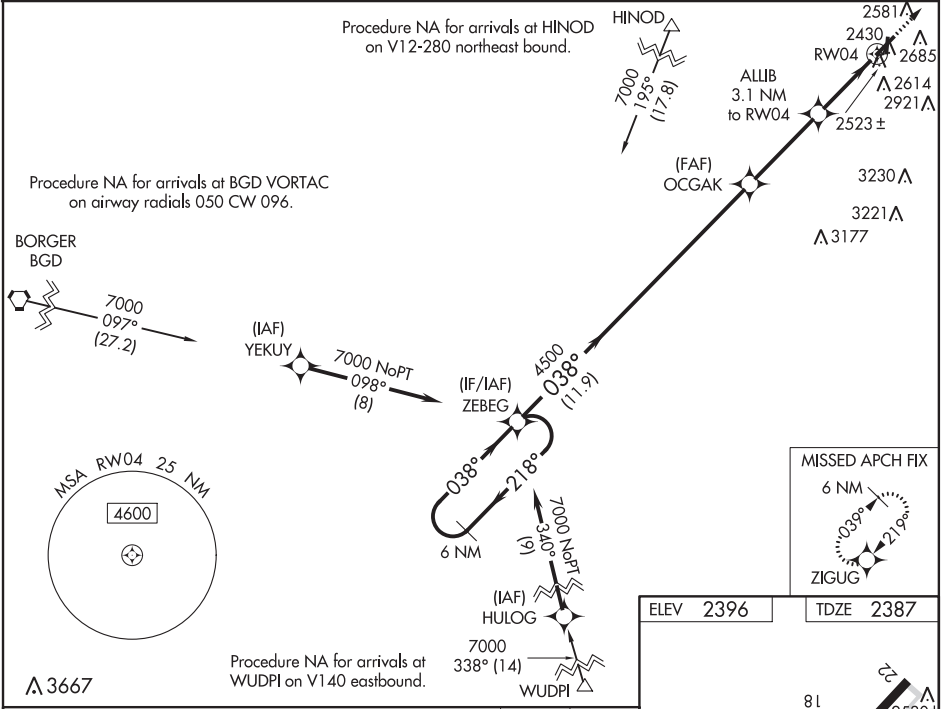 Procedure NA for arrivals at HINOD
on V12-280 northeast bound.
HINOD
7000
195°
(17.8)
2581
2430
RW04
2685
2614
2921
2523 ±
ALLIB
3.1 NM
to RW04
(FAF)
OCGAK
3230
3221
3177
Procedure NA for arrivals at BGD VORTAC
on airway radials 050 CW 096.
BORGER
BGD
7000
097°
(27.2)
(IAF)
YEKUY
7000 NoPT
098°
(8)
(IF/IAF)
ZEBEG
4500
038°
(11.9)
038°
218°
6 NM
7000 NoPT
340°
(9)
(IAF)
HULOG
7000
338° (14)
WUDPI
Procedure NA for arrivals at
WUDPI on V140 eastbound.
MSA RW04 25 NM
4600
3667
MISSED APCH FIX
6 NM
039°
219°
ZIGUG
ELEV 2396
TDZE 2387
22
18